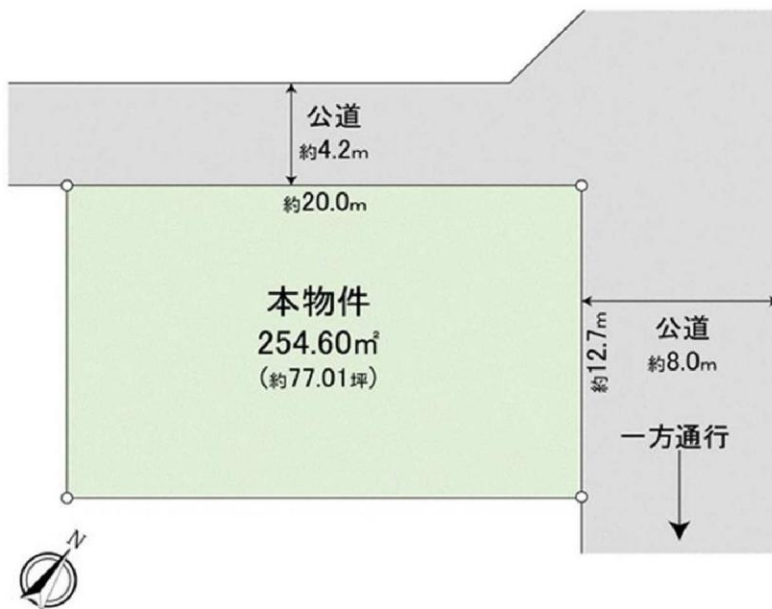 公道
約4.2m
約20.0m
本物件
254.60㎡
(約77.01坪)
約12.7m
公道
約8.0m
一方通行
N